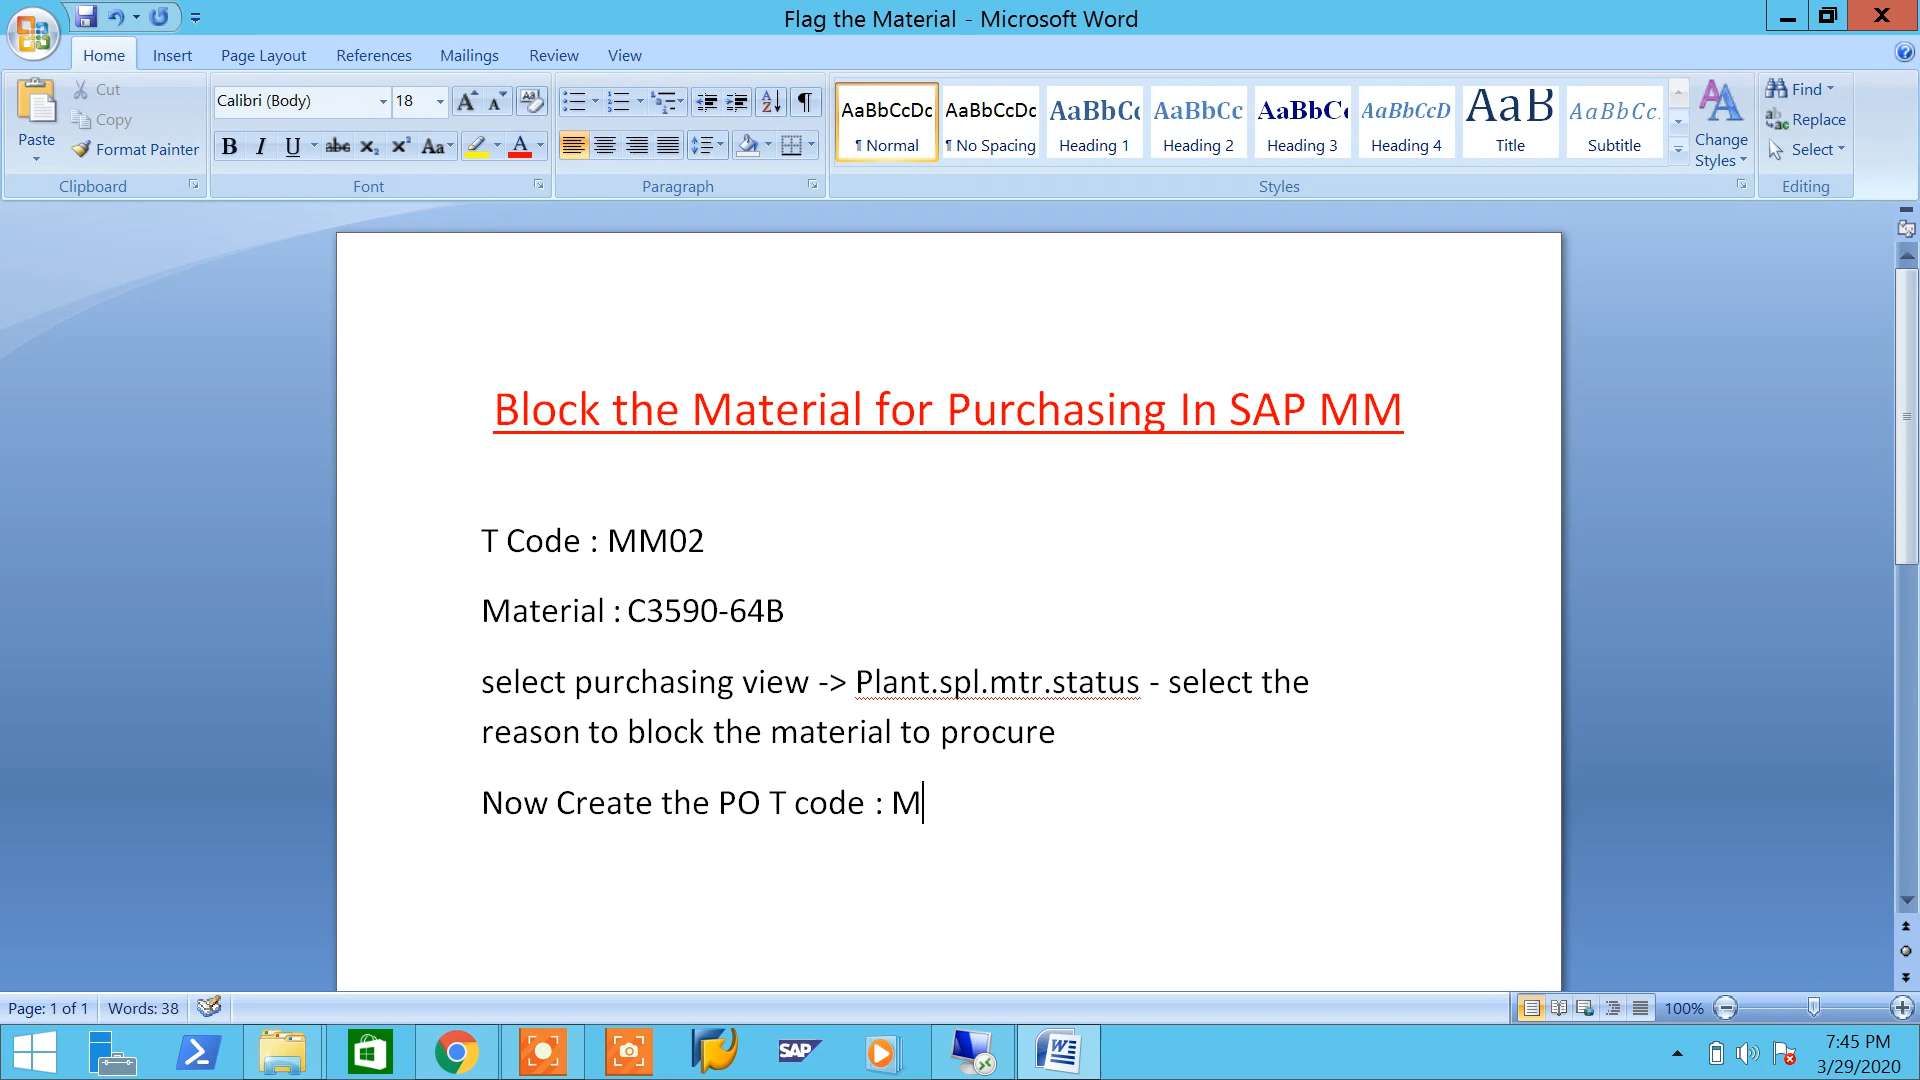 Flag the Material - Microsoft Word
Home Insert Page Layout References Mailings Review View
Paste
Cut
Copy
Format Painter
Clipboard
Calibri (Body) 18
B I U abc x₂ x² Aa A
Font
Paragraph
AaBbCcDc AaBbCcDc AaBbCc AaBbCc AaBbCc AaBbCcD AaB AaBbCc.
¶ Normal ¶ No Spacing Heading 1 Heading 2 Heading 3 Heading 4 Title Subtitle
Change
Styles
Styles
Find
Replace
Select
Editing
Block the Material for Purchasing In SAP MM
T Code : MM02
Material : C3590-64B
select purchasing view -> Plant.spl.mtr.status - select the
reason to block the material to procure
Now Create the PO T code : M
Page: 1 of 1 Words: 38 100%
SAP
7:45 PM
3/29/2020